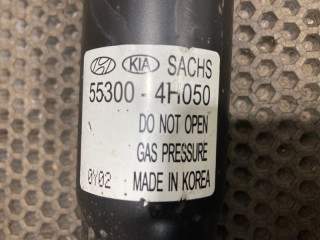 KIA SACHS
55300 - 4H050
DO NOT OPEN
GAS PRESSURE
0Y02 MADE IN KOREA